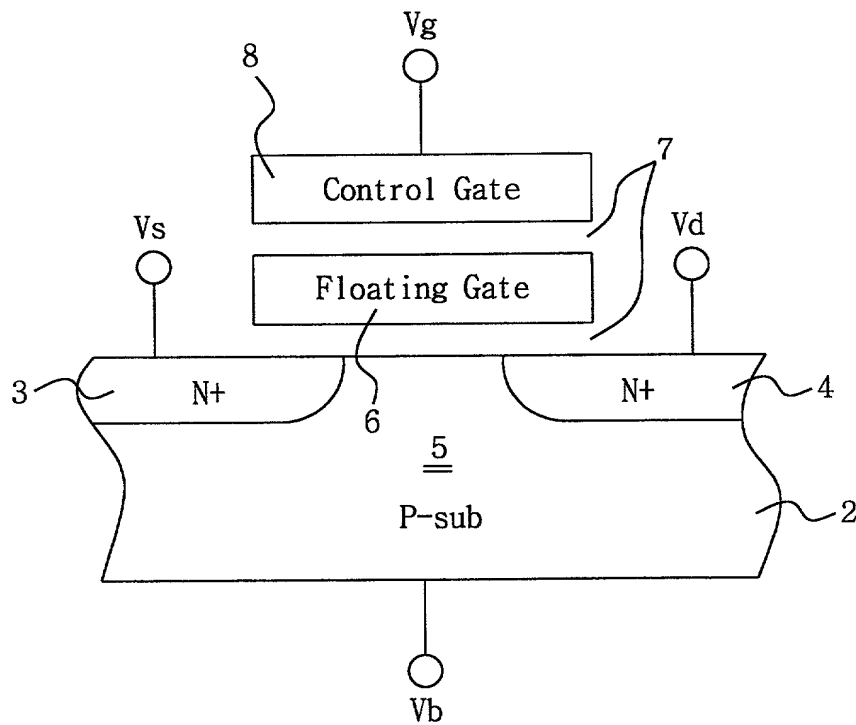 Vg
8
7
Control Gate
Vs
Vd
Floating Gate
3
N+
6
N+
4
5
P-sub
2
Vb